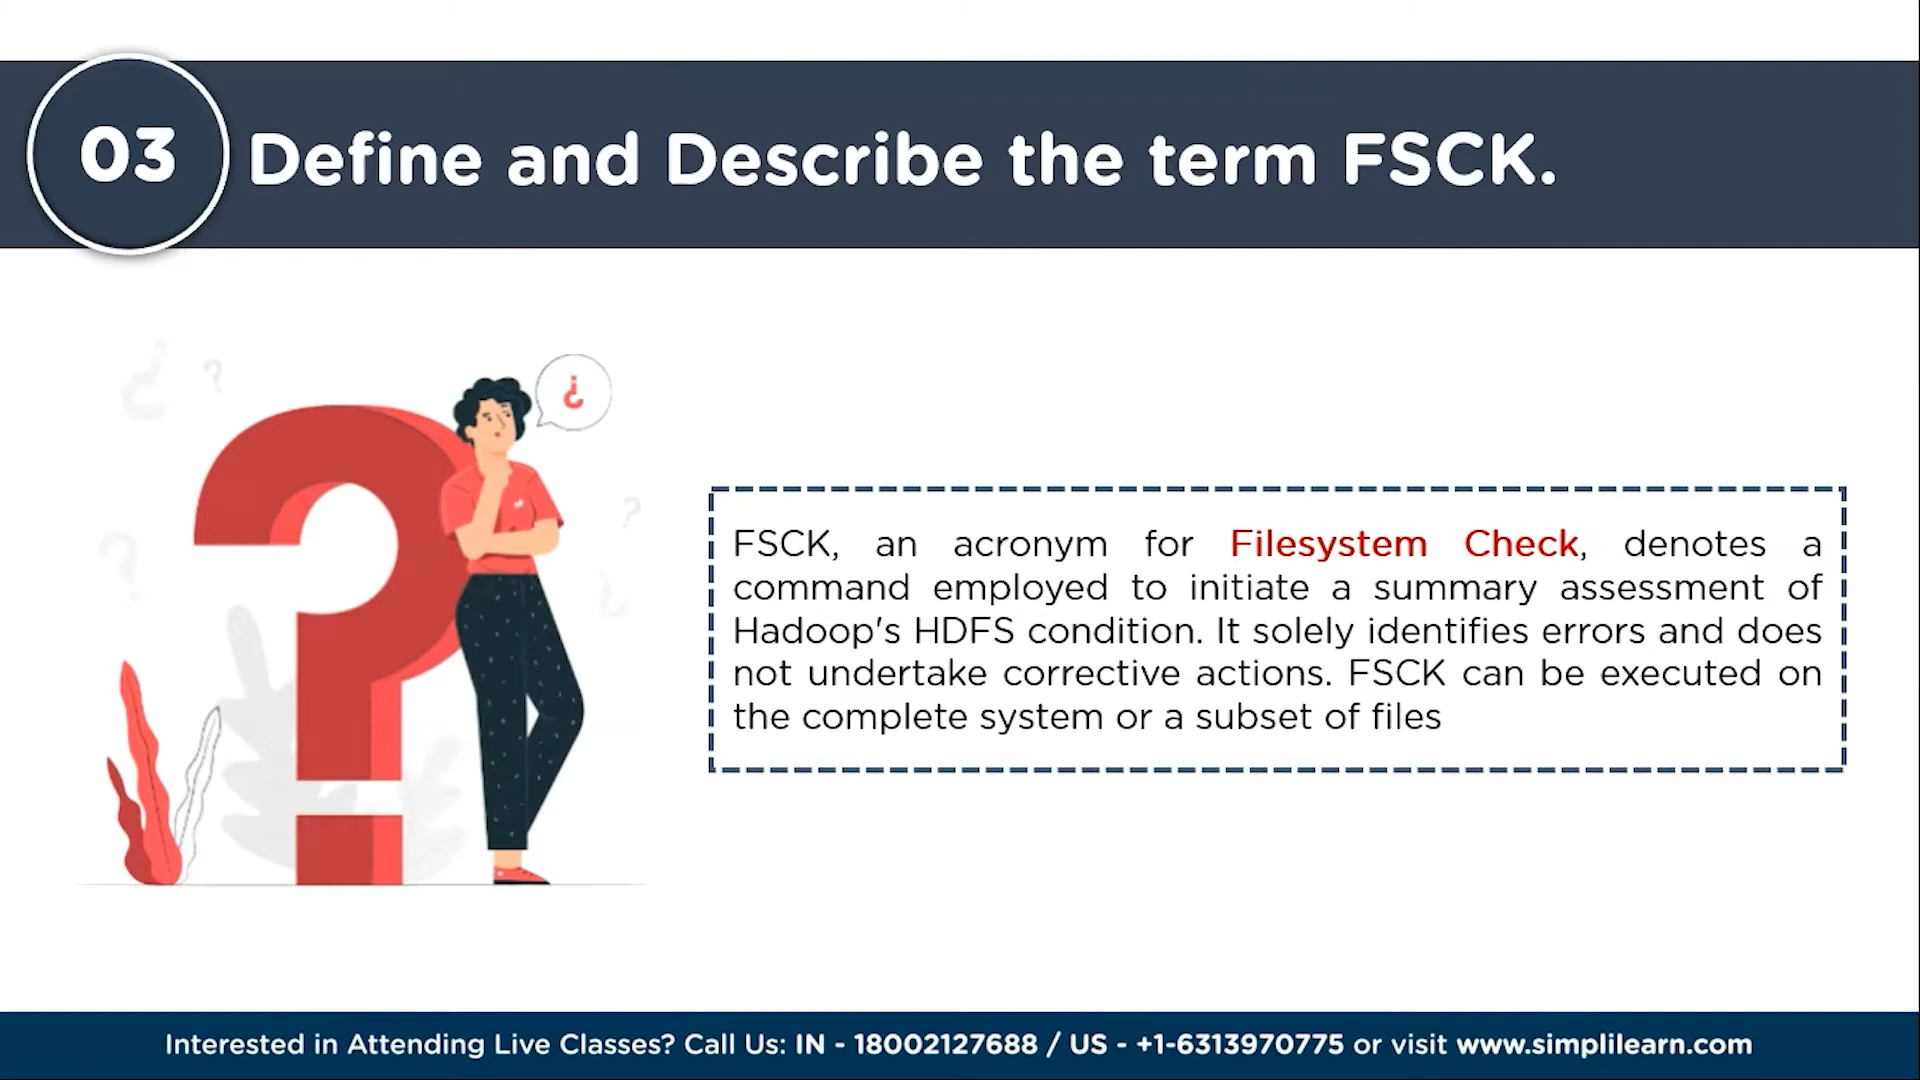 03
Define and Describe the term FSCK.
¿
FSCK, an acronym for Filesystem Check, denotes a
command employed to initiate a summary assessment of
Hadoop's HDFS condition. It solely identifies errors and does
not undertake corrective actions. FSCK can be executed on
the complete system or a subset of files
Interested in Attending Live Classes? Call Us: IN - 18002127688 / US - +1-6313970775 or visit www.simplilearn.com